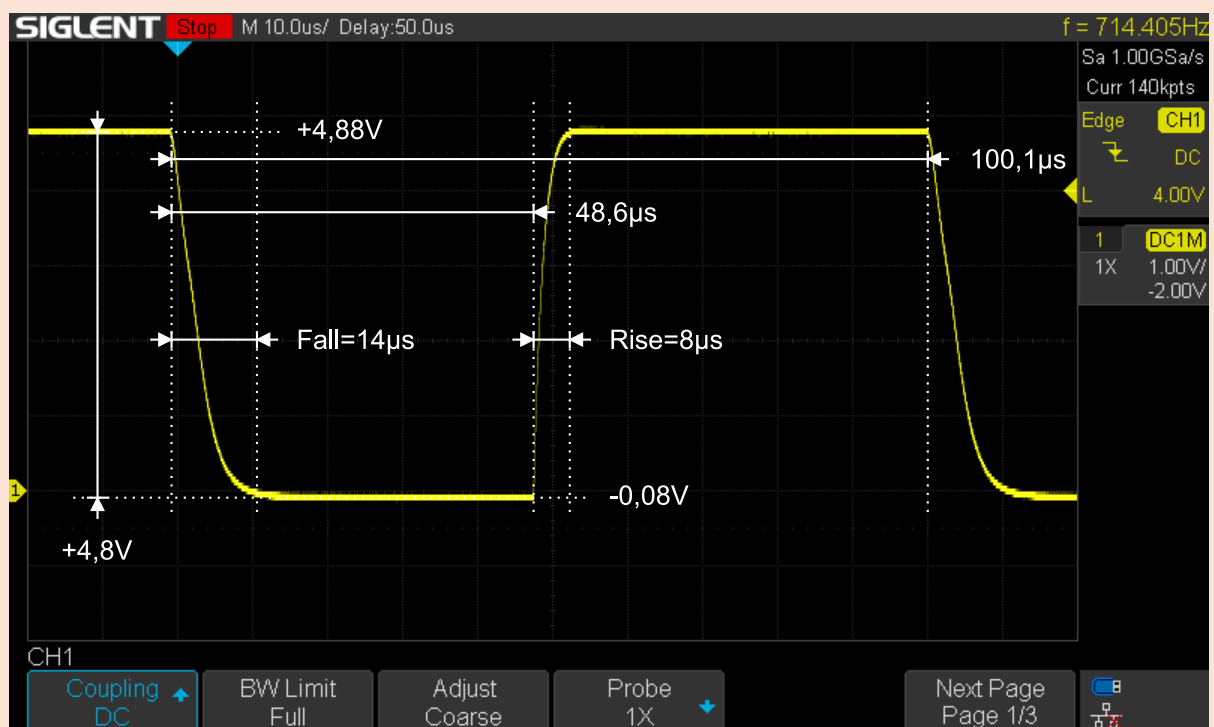 SIGLENT Stop M 10.0us/ Delay:50.0us f = 714.405Hz
Sa 1.00GSa/s
Curr 140kpts
Edge CH1
DC
L 4.00V
1 DC1M
1X 1.00V/
-2.00V
+4,88V
100,1µs
48,6µs
Fall=14µs Rise=8µs
1
-0,08V
+4,8V
CH1
Coupling BW Limit Adjust Probe Next Page
DC Full Coarse 1X Page 1/3